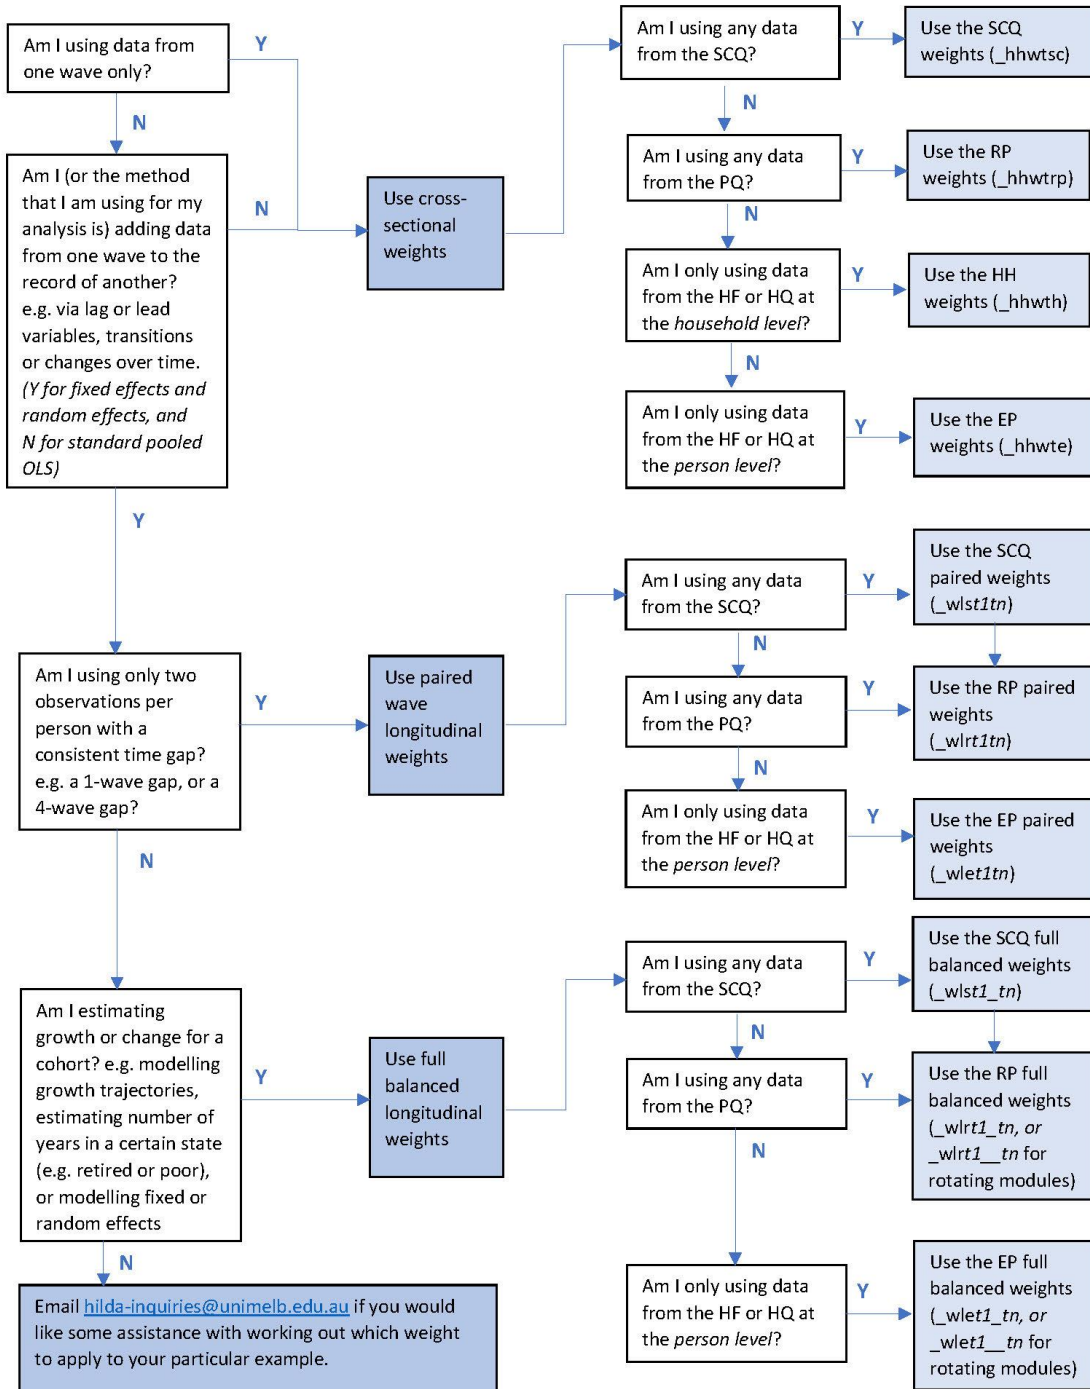 Am I using data from
one wave only?
Y
N
Am I (or the method
that I am using for my
analysis is) adding data
from one wave to the
record of another?
e.g. via lag or lead
variables, transitions
or changes over time.
(Y for fixed effects and
random effects, and
N for standard pooled
OLS)
N
Y
Use cross-
sectional
weights
Am I using any data
from the SCQ?
Y
Use the SCQ
weights (_hhwtsc)
N
Am I using any data
from the PQ?
Y
Use the RP
weights (_hhwtrp)
N
Am I only using data
from the HF or HQ at
the household level?
Y
Use the HH
weights (_hhwth)
N
Am I only using data
from the HF or HQ at
the person level?
Y
Use the EP
weights (_hhwte)
Am I using only two
observations per
person with a
consistent time gap?
e.g. a 1-wave gap, or a
4-wave gap?
Y
N
Use paired
wave
longitudinal
weights
Am I using any data
from the SCQ?
Y
Use the SCQ
paired weights
(_wlst1tn)
N
Am I using any data
from the PQ?
Y
Use the RP paired
weights
(_wlrt1tn)
N
Am I only using data
from the HF or HQ at
the person level?
Y
Use the EP paired
weights
(_wlet1tn)
Am I estimating
growth or change for a
cohort? e.g. modelling
growth trajectories,
estimating number of
years in a certain state
(e.g. retired or poor),
or modelling fixed or
random effects
Y
N
Use full
balanced
longitudinal
weights
Am I using any data
from the SCQ?
Y
Use the SCQ full
balanced weights
(_wlst1_tn)
N
Am I using any data
from the PQ?
Y
Use the RP full
balanced weights
(_wlrt1_tn, or
_wlrt1__tn for
rotating modules)
N
Am I only using data
from the HF or HQ at
the person level?
Y
Use the EP full
balanced weights
(_wlet1_tn, or
_wlet1__tn for
rotating modules)
Email hilda-inquiries@unimelb.edu.au if you would
like some assistance with working out which weight
to apply to your particular example.